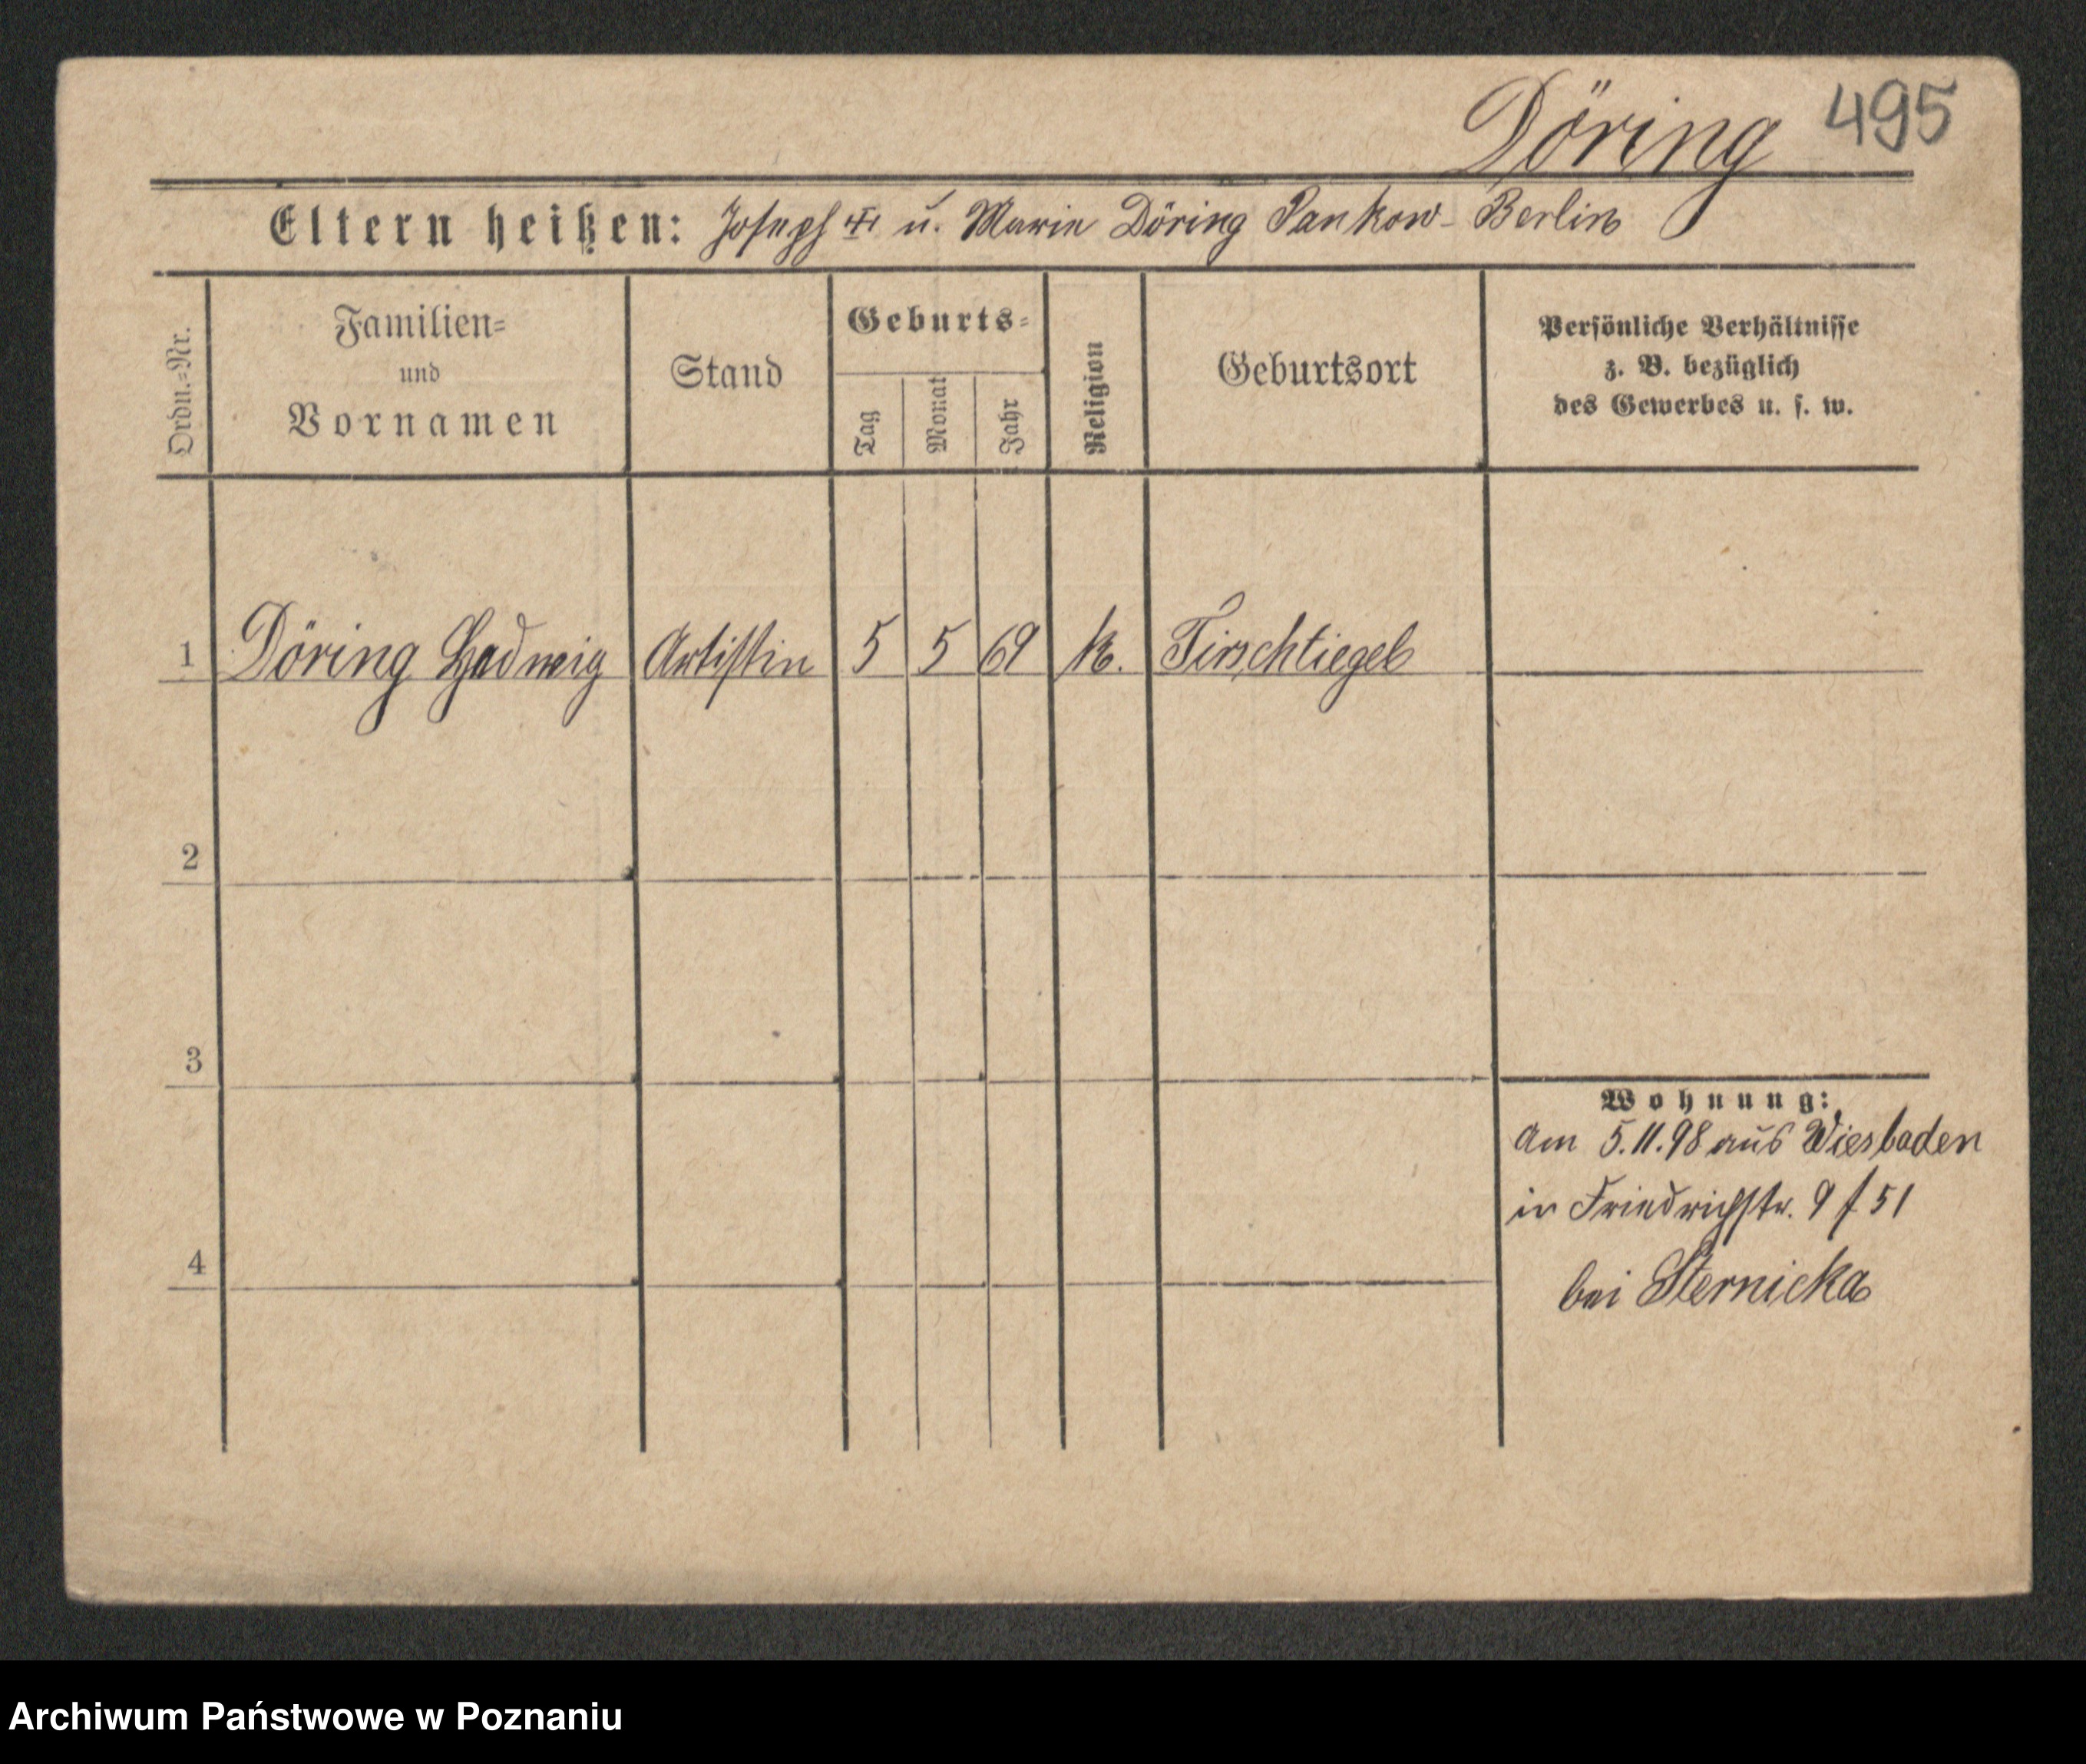 Döring 495
Eltern heißen: Joseph u. Marie Döring Pankow-Berlin
Ordn.=Nr.
Familien=
und
Vornamen
Stand
Geburts=
Tag
Monat
Jahr
Religion
Geburtsort
Persönliche Verhältnisse
z. B. bezüglich
des Gewerbes u. s. w.
1 Döring Hedwig Artistin 5 5 69 k. Tirschtiegel
2
3
4
Wohnung:
Am 5.11.98 aus Wiesbaden
in Friedrichstr. 9 f 51
bei Sternicka
Archiwum Państwowe w Poznaniu